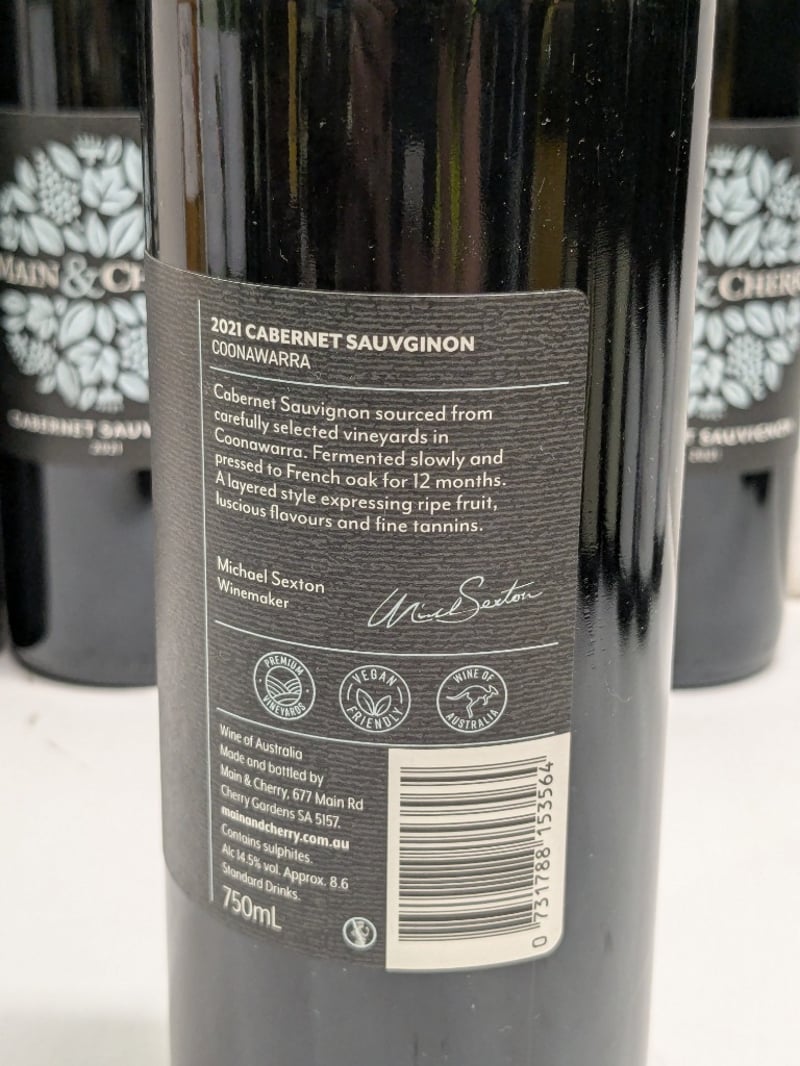 MAIN & CH
CABERNET SAUV
2021
& CHERR
T SAUVIGNON
2021
2021 CABERNET SAUVGINON
COONAWARRA
Cabernet Sauvignon sourced from
carefully selected vineyards in
Coonawarra. Fermented slowly and
pressed to French oak for 12 months.
A layered style expressing ripe fruit,
luscious flavours and fine tannins.
Michael Sexton
Winemaker
PREMIUM
VINEYARDS
VEGAN
FRIENDLY
WINE OF
AUSTRALIA
Wine of Australia
Made and bottled by
Main & Cherry, 677 Main Rd
Cherry Gardens SA 5157.
mainandcherry.com.au
Contains sulphites.
Alc 14.5% vol. Approx. 8.6
Standard Drinks.
750mL
0 731788 153564